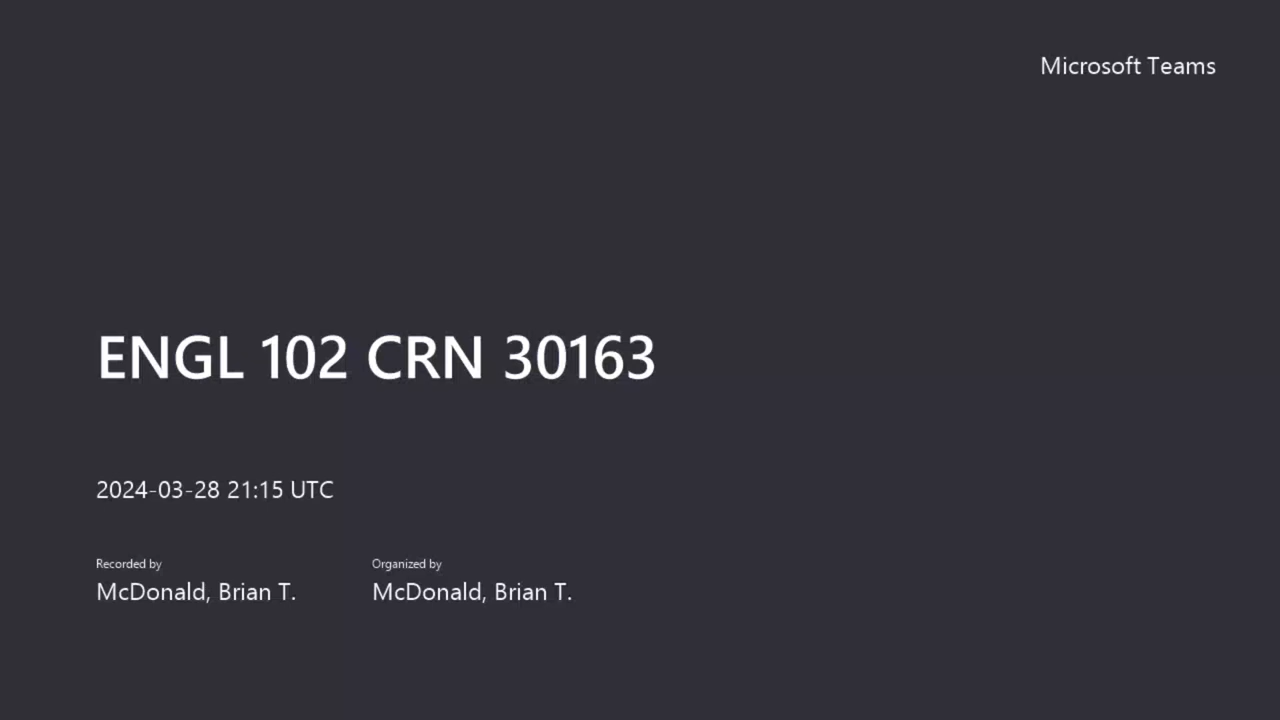 Microsoft Teams
ENGL 102 CRN 30163
2024-03-28 21:15 UTC
Recorded by
McDonald, Brian T.
Organized by
McDonald, Brian T.